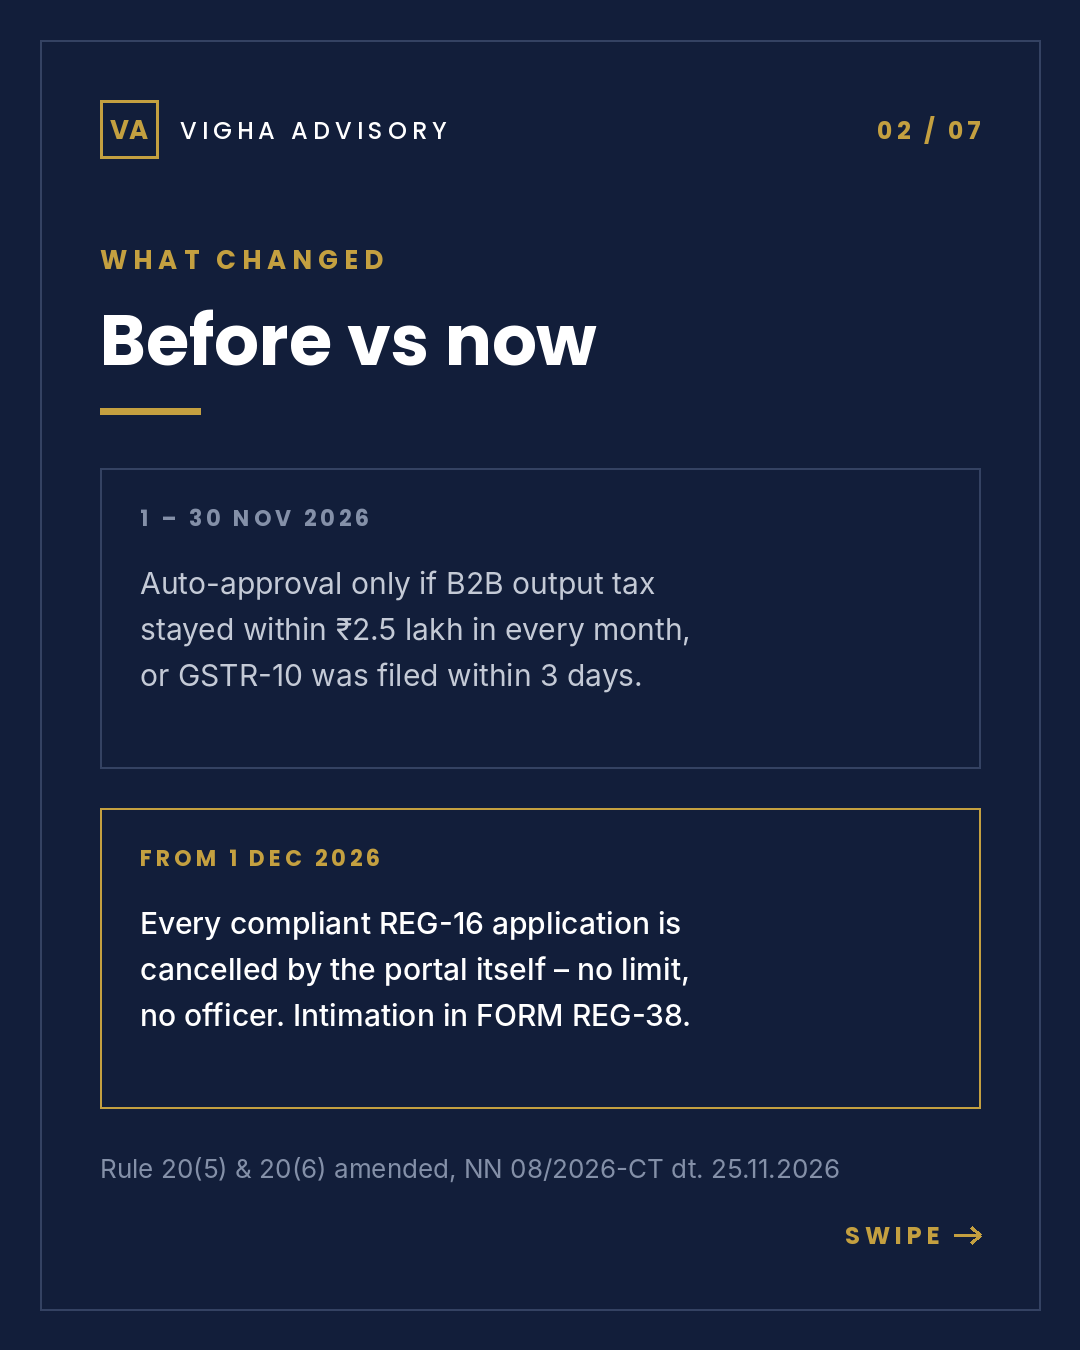 VA
VIGHA ADVISORY
02 / 07
WHAT CHANGED
Before vs now
1 – 30 NOV 2026
Auto-approval only if B2B output tax
stayed within ₹2.5 lakh in every month,
or GSTR-10 was filed within 3 days.
FROM 1 DEC 2026
Every compliant REG-16 application is
cancelled by the portal itself – no limit,
no officer. Intimation in FORM REG-38.
Rule 20(5) & 20(6) amended, NN 08/2026-CT dt. 25.11.2026
SWIPE →